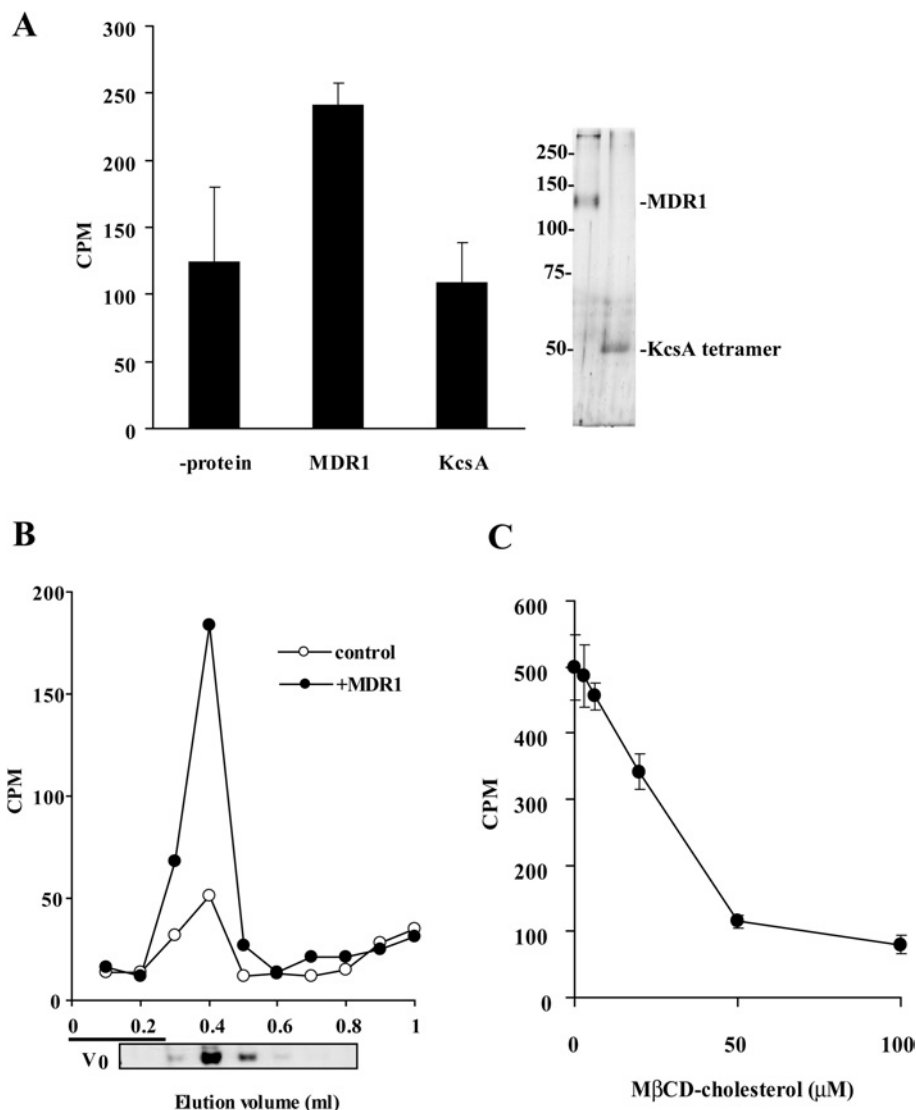 A
300
250
200
150
100
50
0
CPM
-protein MDR1 KcsA
250
150
100
75
50
-MDR1
-KcsA tetramer
B
200
150
100
50
0
CPM
control
+MDR1
0 0.2 0.4 0.6 0.8 1
V0
Elution volume (ml)
C
600
500
400
300
200
100
0
CPM
0 50 100
MβCD-cholesterol (μM)